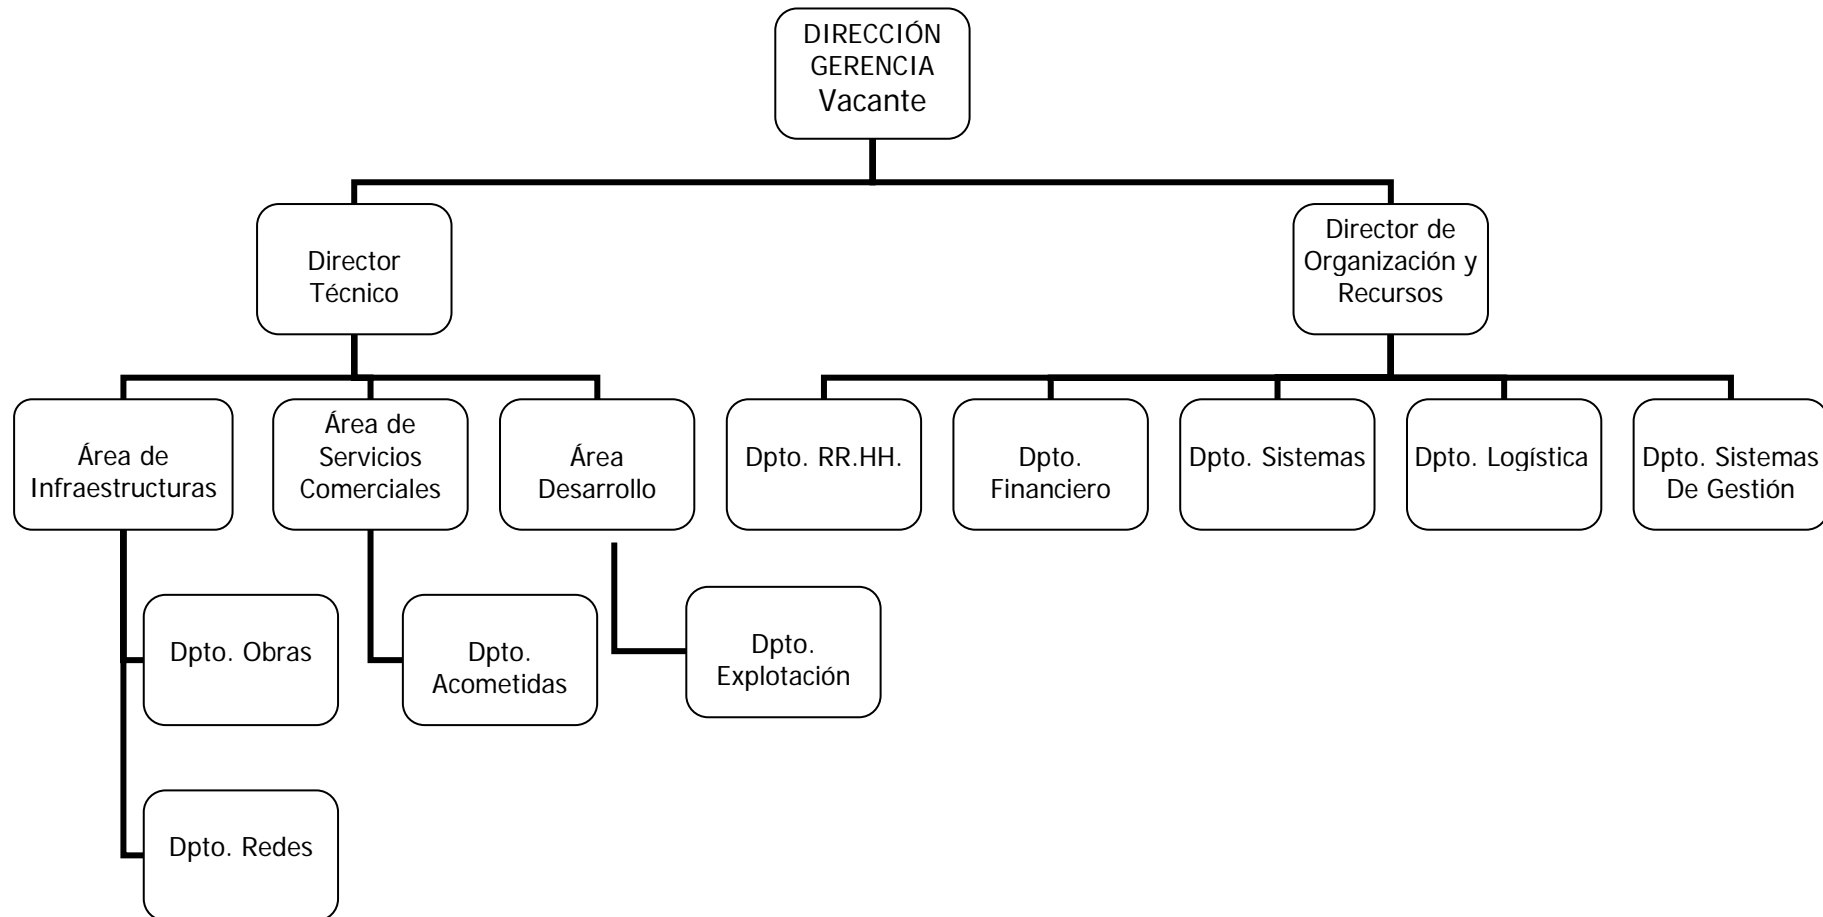 DIRECCIÓN
GERENCIA
Vacante
Director
Técnico
Director de
Organización y
Recursos
Área de
Infraestructuras
Área de
Servicios
Comerciales
Área
Desarrollo
Dpto. RR.HH.
Dpto.
Financiero
Dpto. Sistemas
Dpto. Logística
Dpto. Sistemas
De Gestión
Dpto. Obras
Dpto.
Acometidas
Dpto.
Explotación
Dpto. Redes